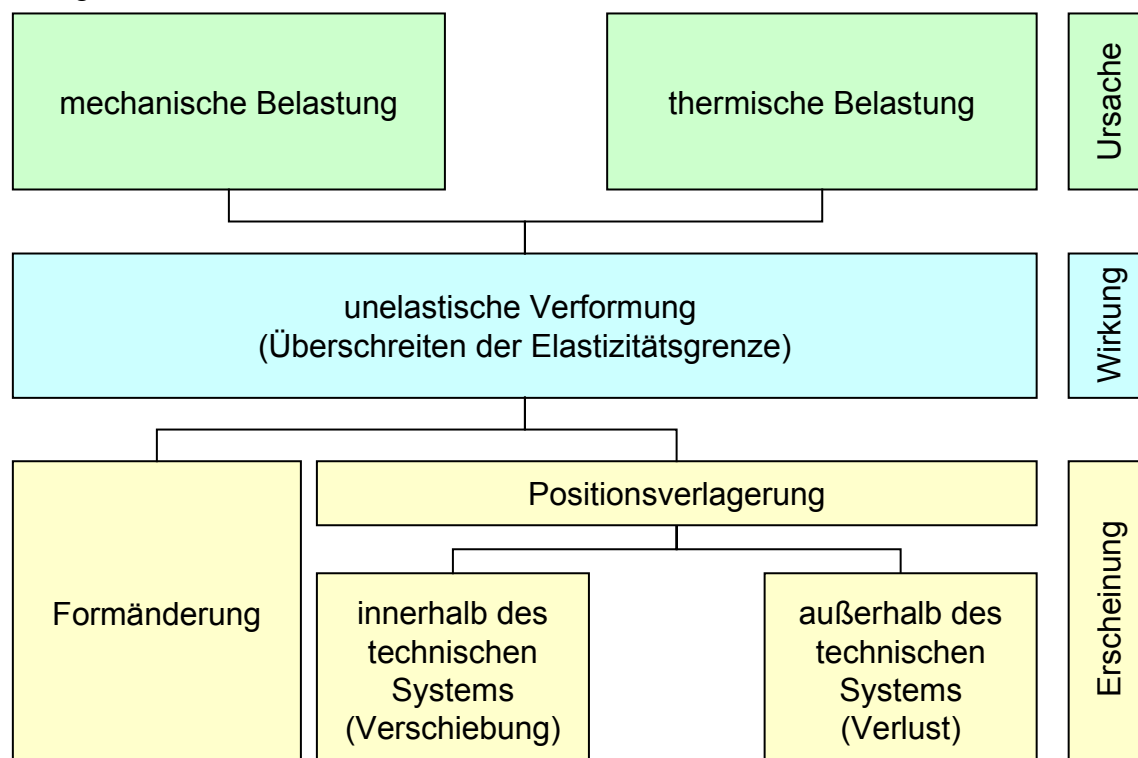 mechanische Belastung
thermische Belastung
Ursache
unelastische Verformung
(Überschreiten der Elastizitätsgrenze)
Wirkung
Formänderung
Positionsverlagerung
innerhalb des
technischen
Systems
(Verschiebung)
außerhalb des
technischen
Systems
(Verlust)
Erscheinung